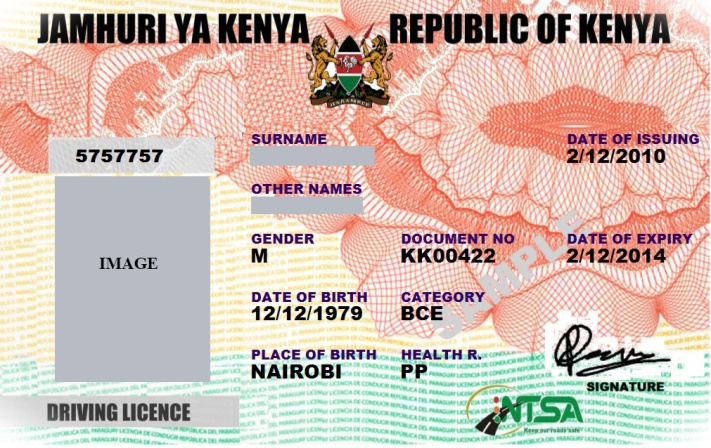 JAMHURI YA KENYA REPUBLIC OF KENYA
HARAMBEE
5757757
IMAGE
SURNAME
DATE OF ISSUING
2/12/2010
OTHER NAMES
GENDER
M
DOCUMENT NO
KK00422
DATE OF EXPIRY
2/12/2014
SAMPLE
DATE OF BIRTH
12/12/1979
CATEGORY
BCE
PLACE OF BIRTH
NAIROBI
HEALTH R.
PP
SIGNATURE
DRIVING LICENCE
NTSA
Keep our roads safe